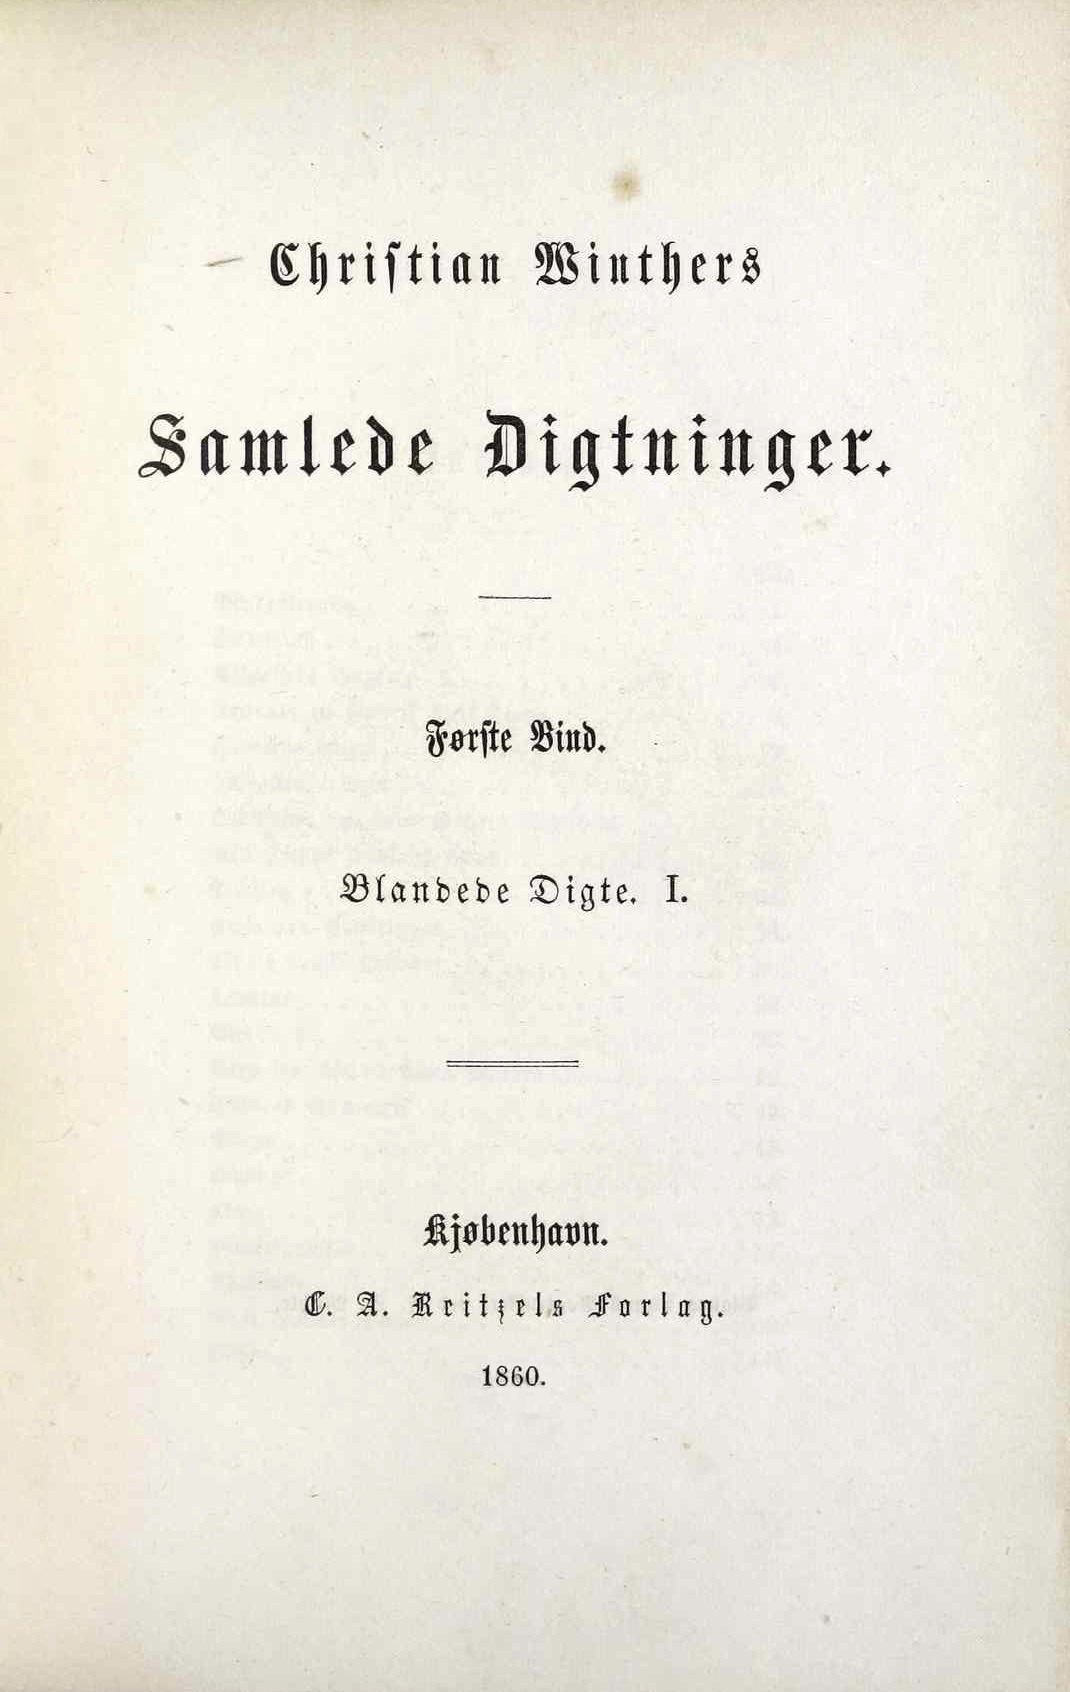 Christian Winthers
Samlede Digtninger.
Første Bind.
Blandede Digte. I.
Kjøbenhavn.
C. A. Reitzels Forlag.
1860.